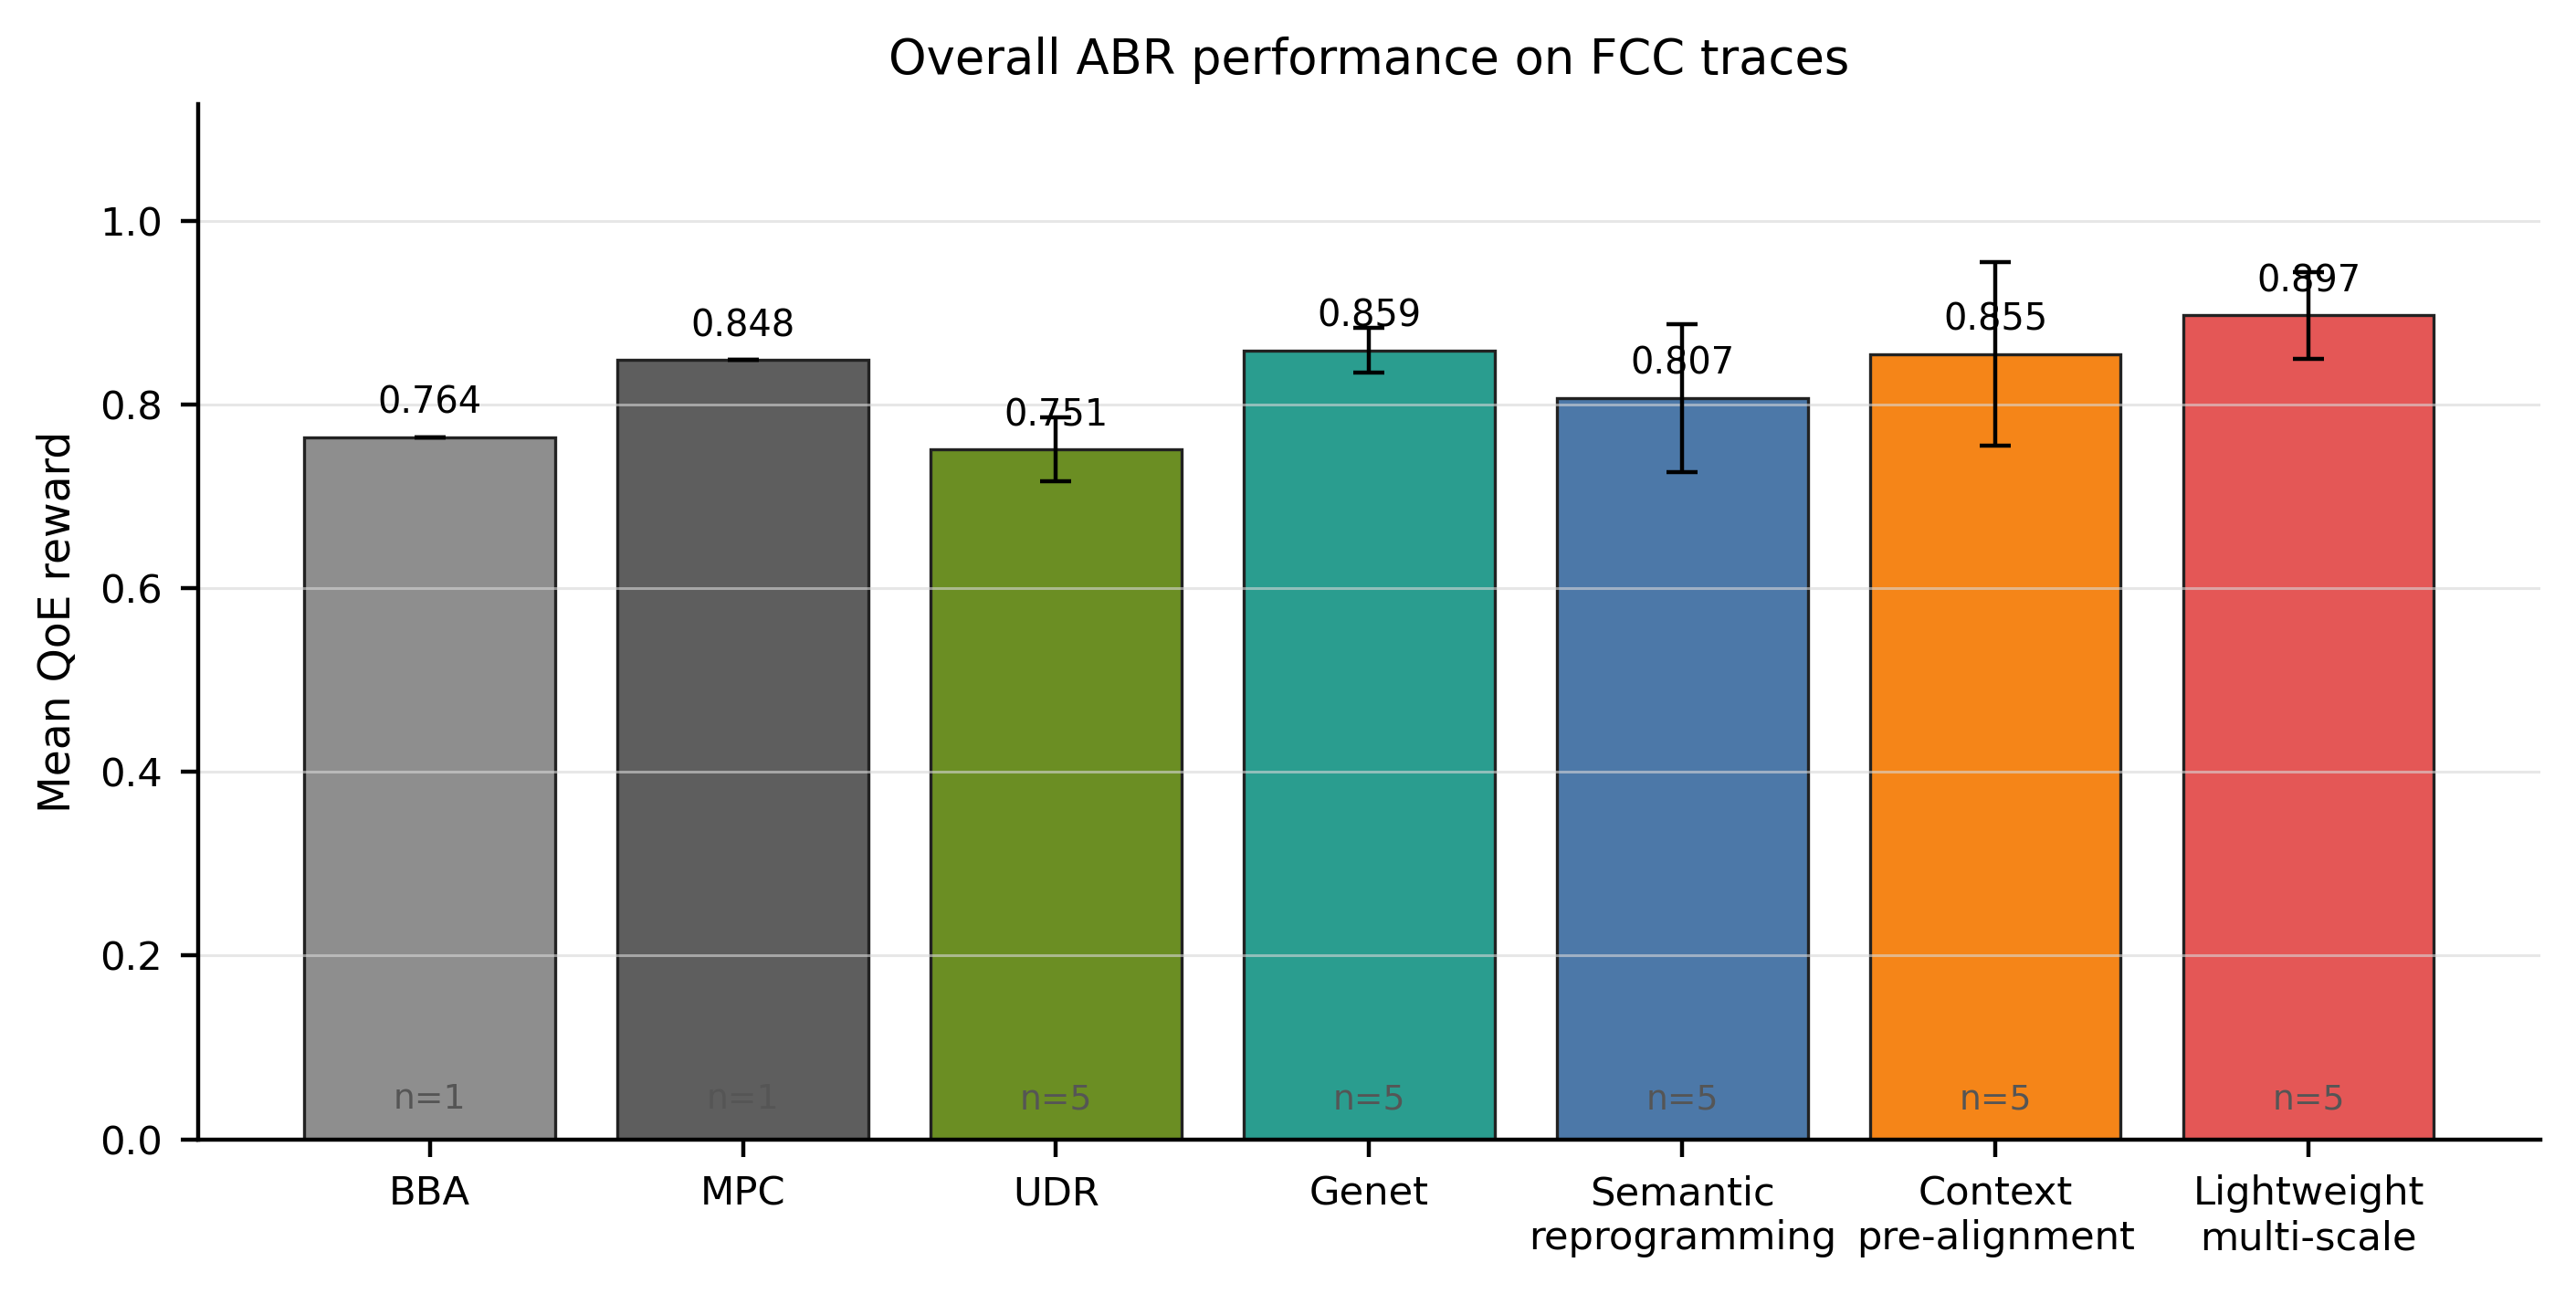 Overall ABR performance on FCC traces
Mean QoE reward
1.0
0.8
0.6
0.4
0.2
0.0
0.764
0.848
0.751
0.859
0.807
0.855
0.897
n=1
n=1
n=5
n=5
n=5
n=5
n=5
BBA
MPC
UDR
Genet
Semantic
reprogramming
Context
pre-alignment
Lightweight
multi-scale